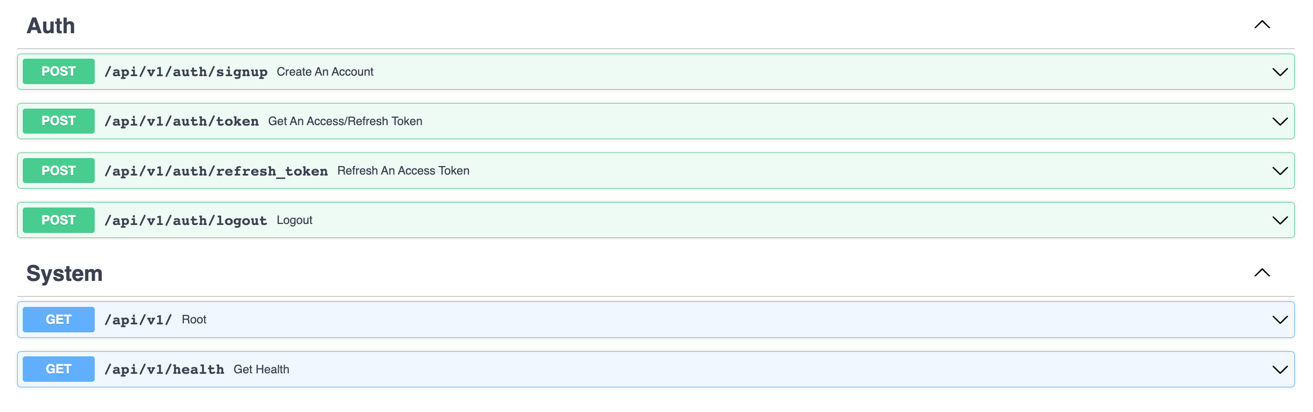 Auth
POST /api/v1/auth/signup Create An Account
POST /api/v1/auth/token Get An Access/Refresh Token
POST /api/v1/auth/refresh_token Refresh An Access Token
POST /api/v1/auth/logout Logout
System
GET /api/v1/ Root
GET /api/v1/health Get Health